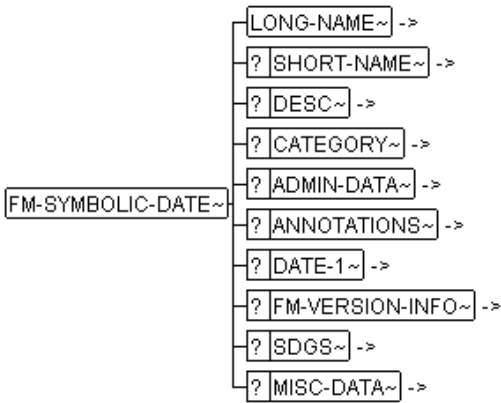 LONG-NAME~ ->
? SHORT-NAME~ ->
? DESC~ ->
? CATEGORY~ ->
? ADMIN-DATA~ ->
FM-SYMBOLIC-DATE~
? ANNOTATIONS~ ->
? DATE-1~ ->
? FM-VERSION-INFO~ ->
? SDGS~ ->
? MISC-DATA~ ->